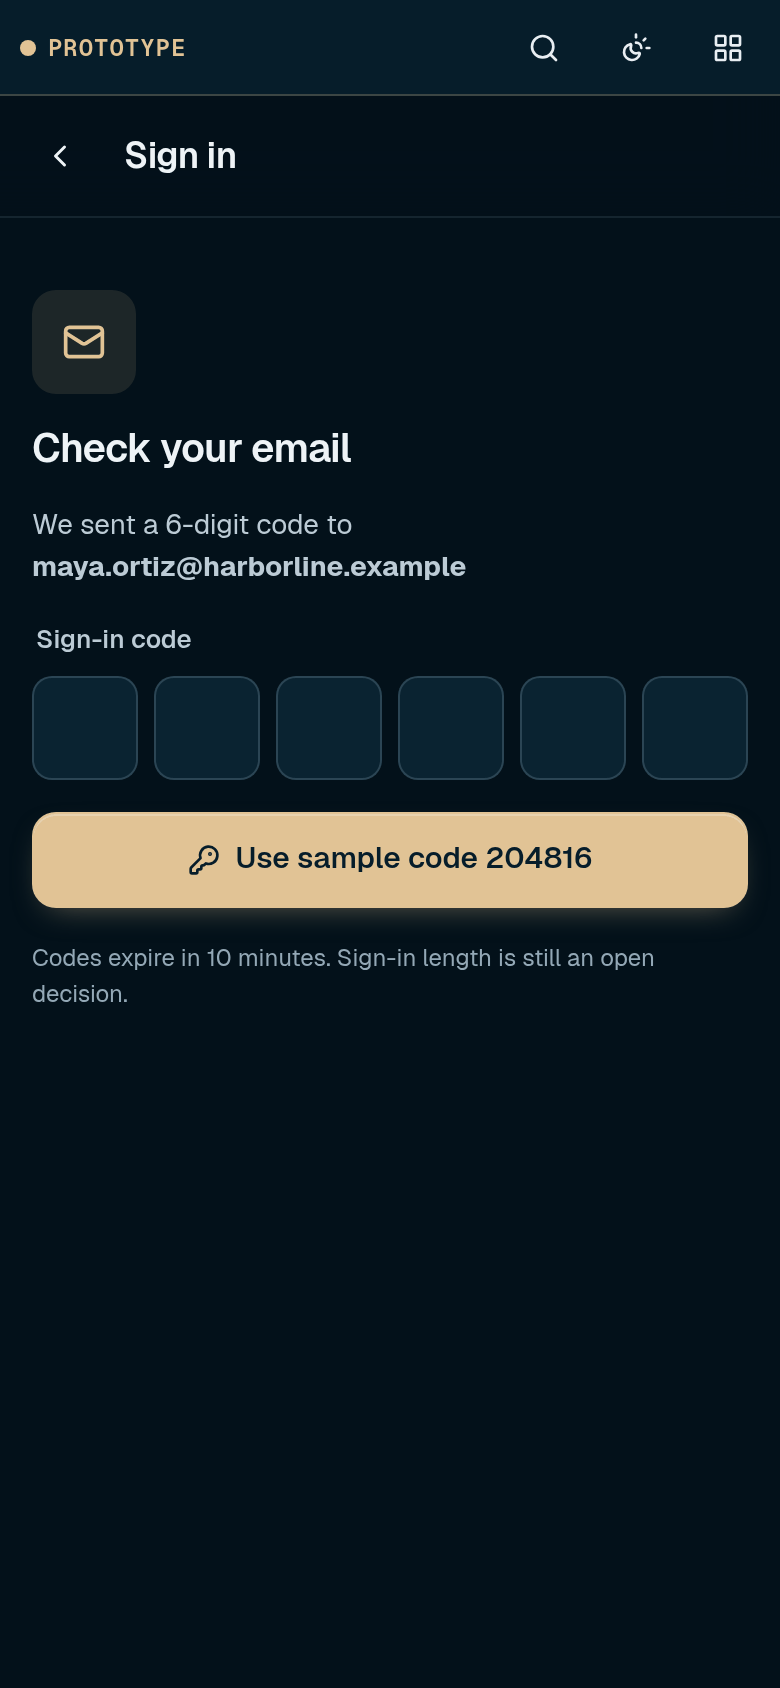 PROTOTYPE
Sign in
Check your email
We sent a 6-digit code to
maya.ortiz@harborline.example
Sign-in code
Use sample code 204816
Codes expire in 10 minutes. Sign-in length is still an open
decision.